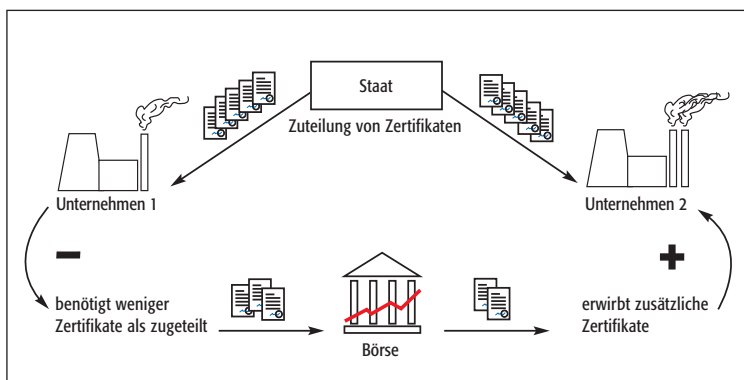 Staat
Zuteilung von Zertifikaten
Unternehmen 1
Unternehmen 2
benötigt weniger
Zertifikate als zugeteilt
Börse
erwirbt zusätzliche
Zertifikate